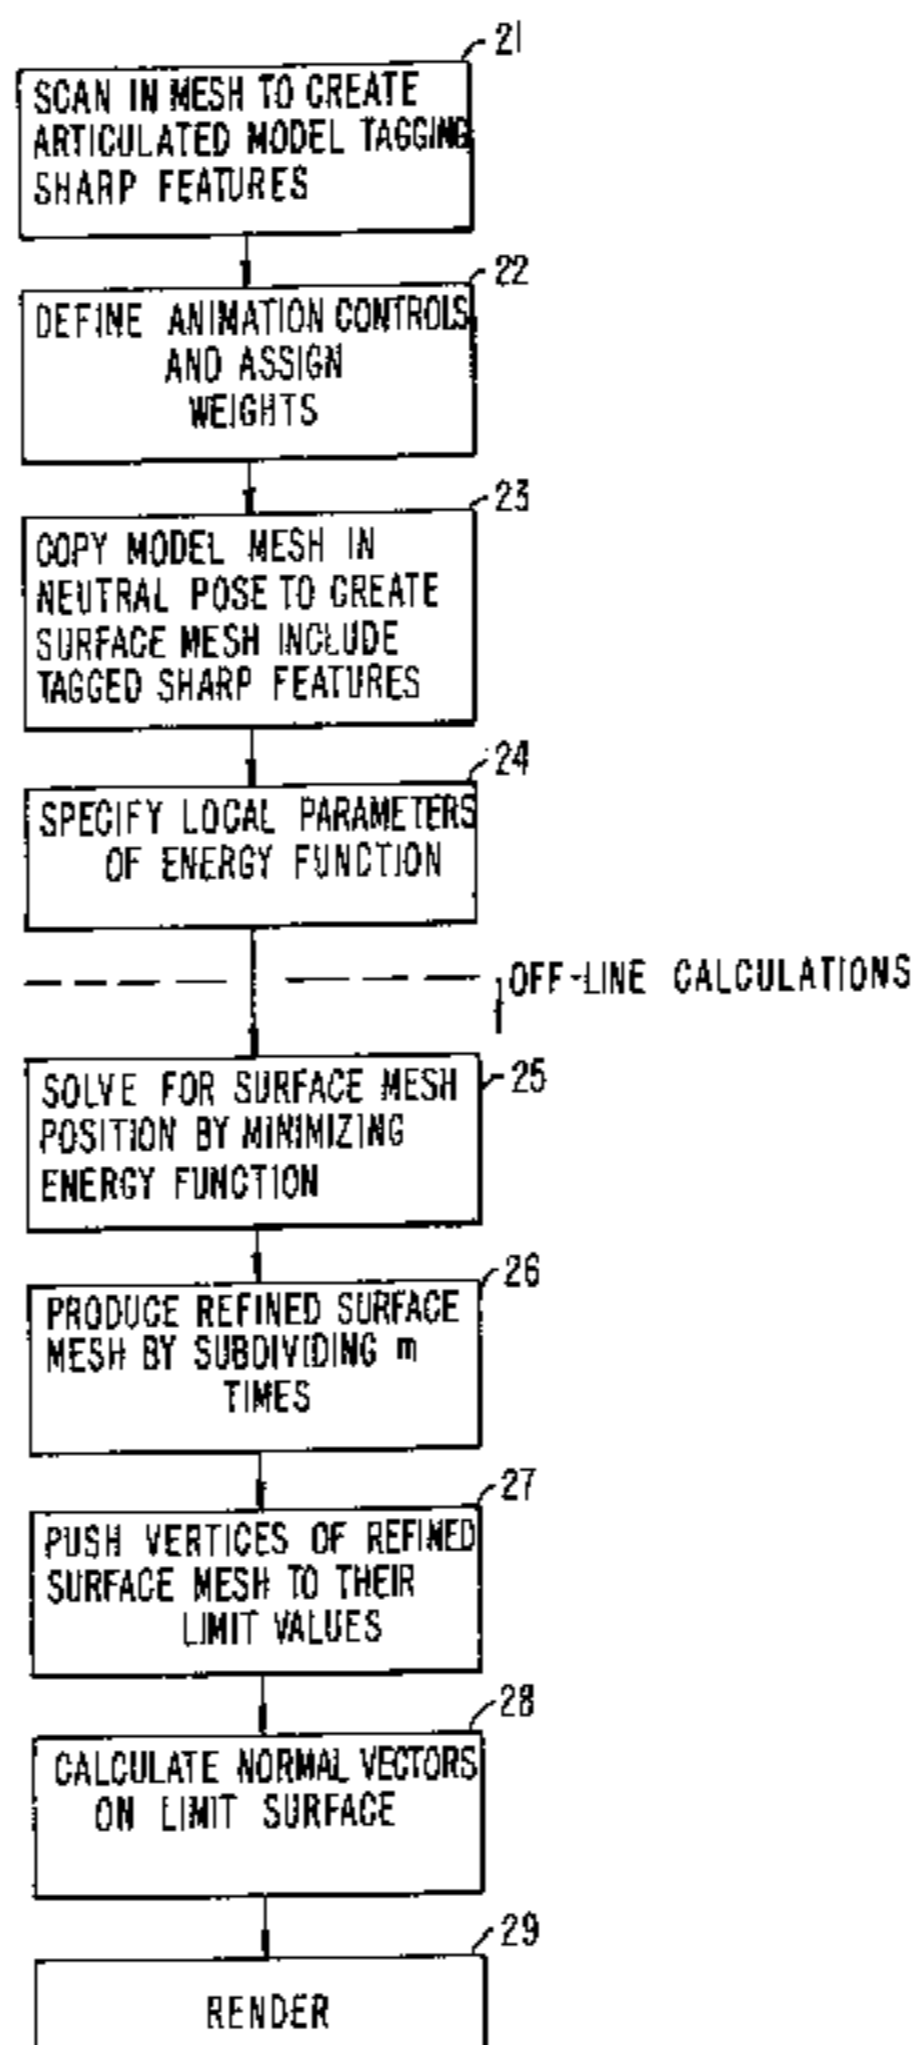 21
SCAN IN MESH TO CREATE
ARTICULATED MODEL TAGGING
SHARP FEATURES
22
DEFINE ANIMATION CONTROLS
AND ASSIGN
WEIGHTS
23
COPY MODEL MESH IN
NEUTRAL POSE TO CREATE
SURFACE MESH INCLUDE
TAGGED SHARP FEATURES
24
SPECIFY LOCAL PARAMETERS
OF ENERGY FUNCTION
OFF-LINE CALCULATIONS
25
SOLVE FOR SURFACE MESH
POSITION BY MINIMIZING
ENERGY FUNCTION
26
PRODUCE REFINED SURFACE
MESH BY SUBDIVIDING m
TIMES
27
PUSH VERTICES OF REFINED
SURFACE MESH TO THEIR
LIMIT VALUES
28
CALCULATE NORMAL VECTORS
ON LIMIT SURFACE
29
RENDER